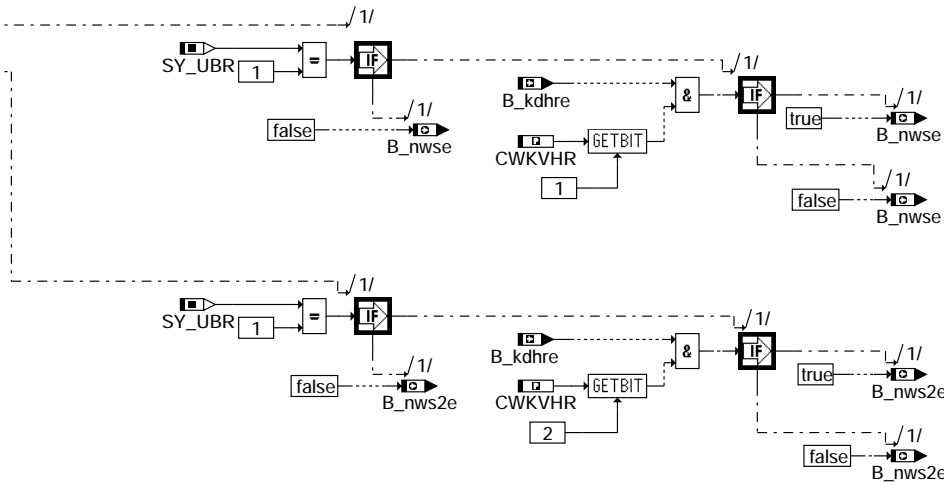 /1/
SY_UBR
1
=
IF
/1/
false
B_nwse
/1/
B_kdhre
&
CWKVHR
GETBIT
1
IF
/1/
true
B_nwse
/1/
false
B_nwse
/1/
SY_UBR
1
=
IF
/1/
false
B_nws2e
/1/
B_kdhre
&
CWKVHR
GETBIT
2
IF
/1/
true
B_nws2e
/1/
false
B_nws2e